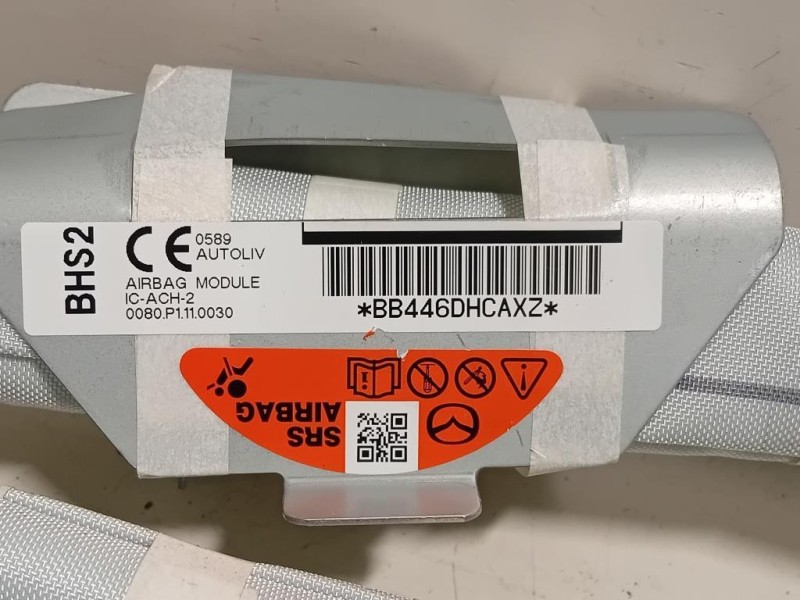 BHS2
CE 0589
AUTOLIV
AIRBAG MODULE
IC-ACH-2
0080.P1.11.0030
*BB446DHCAXZ*
SRS
AIRBAG